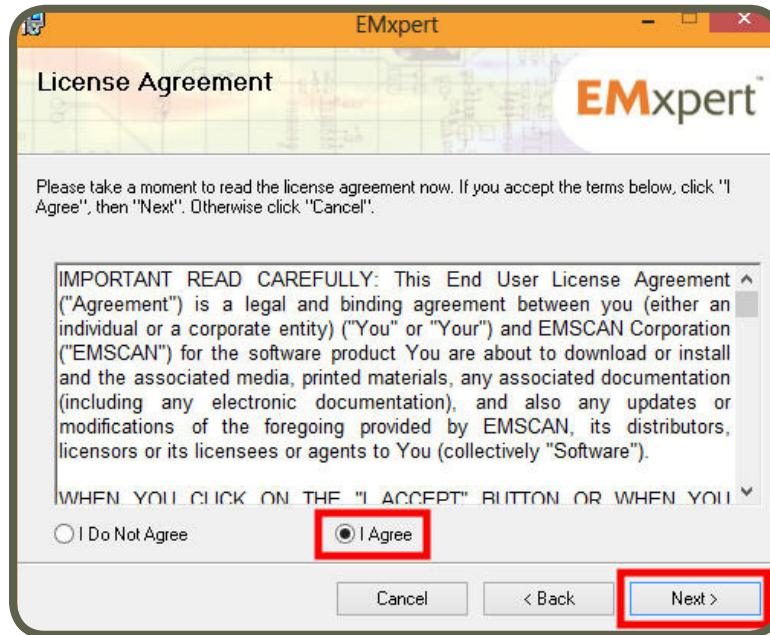 EMxpert
License Agreement
EMxpert™
Please take a moment to read the license agreement now. If you accept the terms below, click "I
Agree", then "Next". Otherwise click "Cancel".
IMPORTANT READ CAREFULLY: This End User License Agreement
("Agreement") is a legal and binding agreement between you (either an
individual or a corporate entity) ("You" or "Your") and EMSCAN Corporation
("EMSCAN") for the software product You are about to download or install
and the associated media, printed materials, any associated documentation
(including any electronic documentation), and also any updates or
modifications of the foregoing provided by EMSCAN, its distributors,
licensors or its licensees or agents to You (collectively "Software").
WHEN YOU CLICK ON THE "I ACCEPT" BUTTON OR WHEN YOU
I Do Not Agree
I Agree
Cancel
< Back
Next >